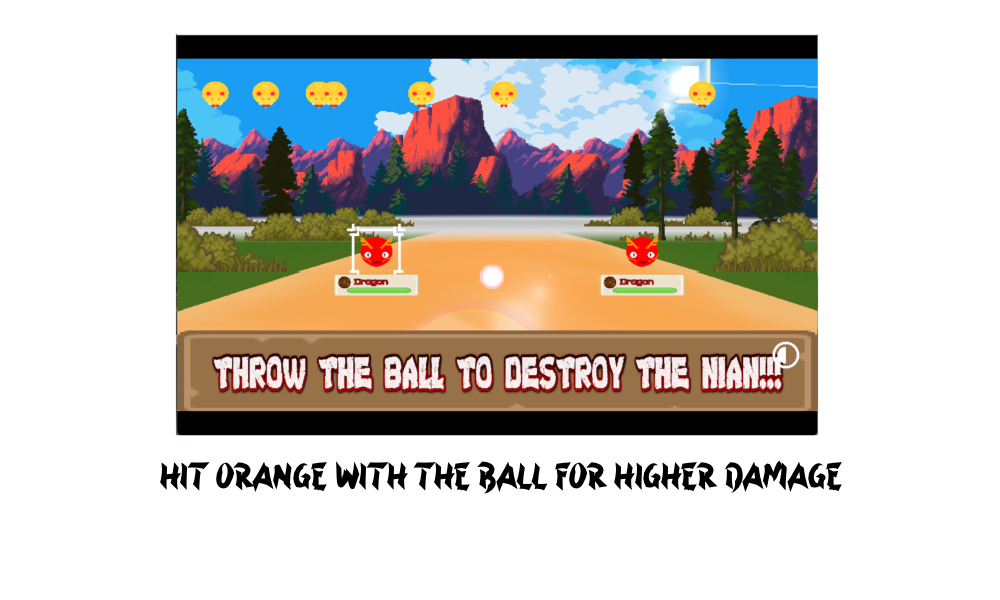 Dragon
Dragon
THROW THE BALL TO DESTROY THE NIAN!!!
HIT ORANGE WITH THE BALL FOR HIGHER DAMAGE